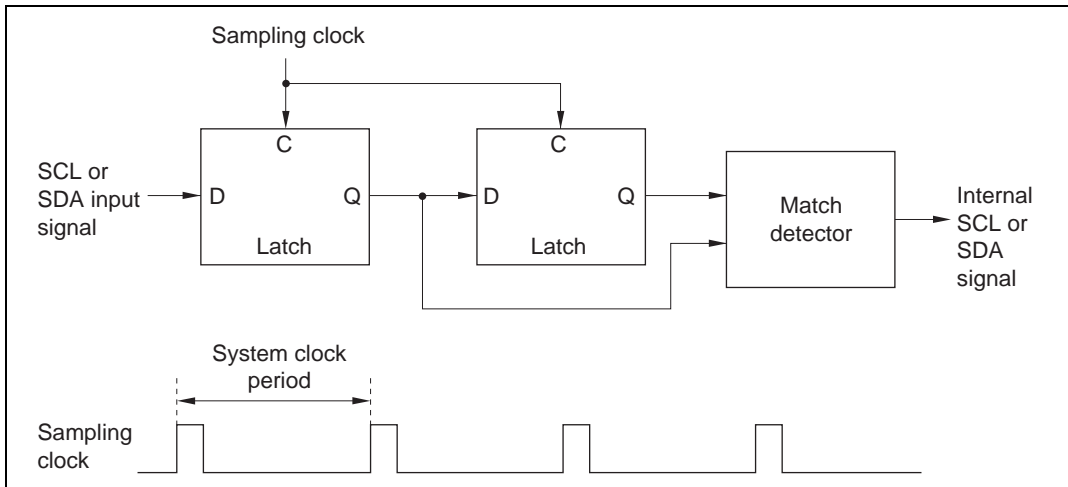 Sampling clock
C
C
SCL or
SDA input
signal
D
Q
Latch
D
Q
Latch
Match
detector
Internal
SCL or
SDA
signal
System clock
period
Sampling
clock